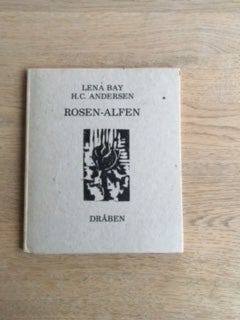 LENA BAY
H.C. ANDERSEN
ROSEN-ALFEN
DRÅBEN